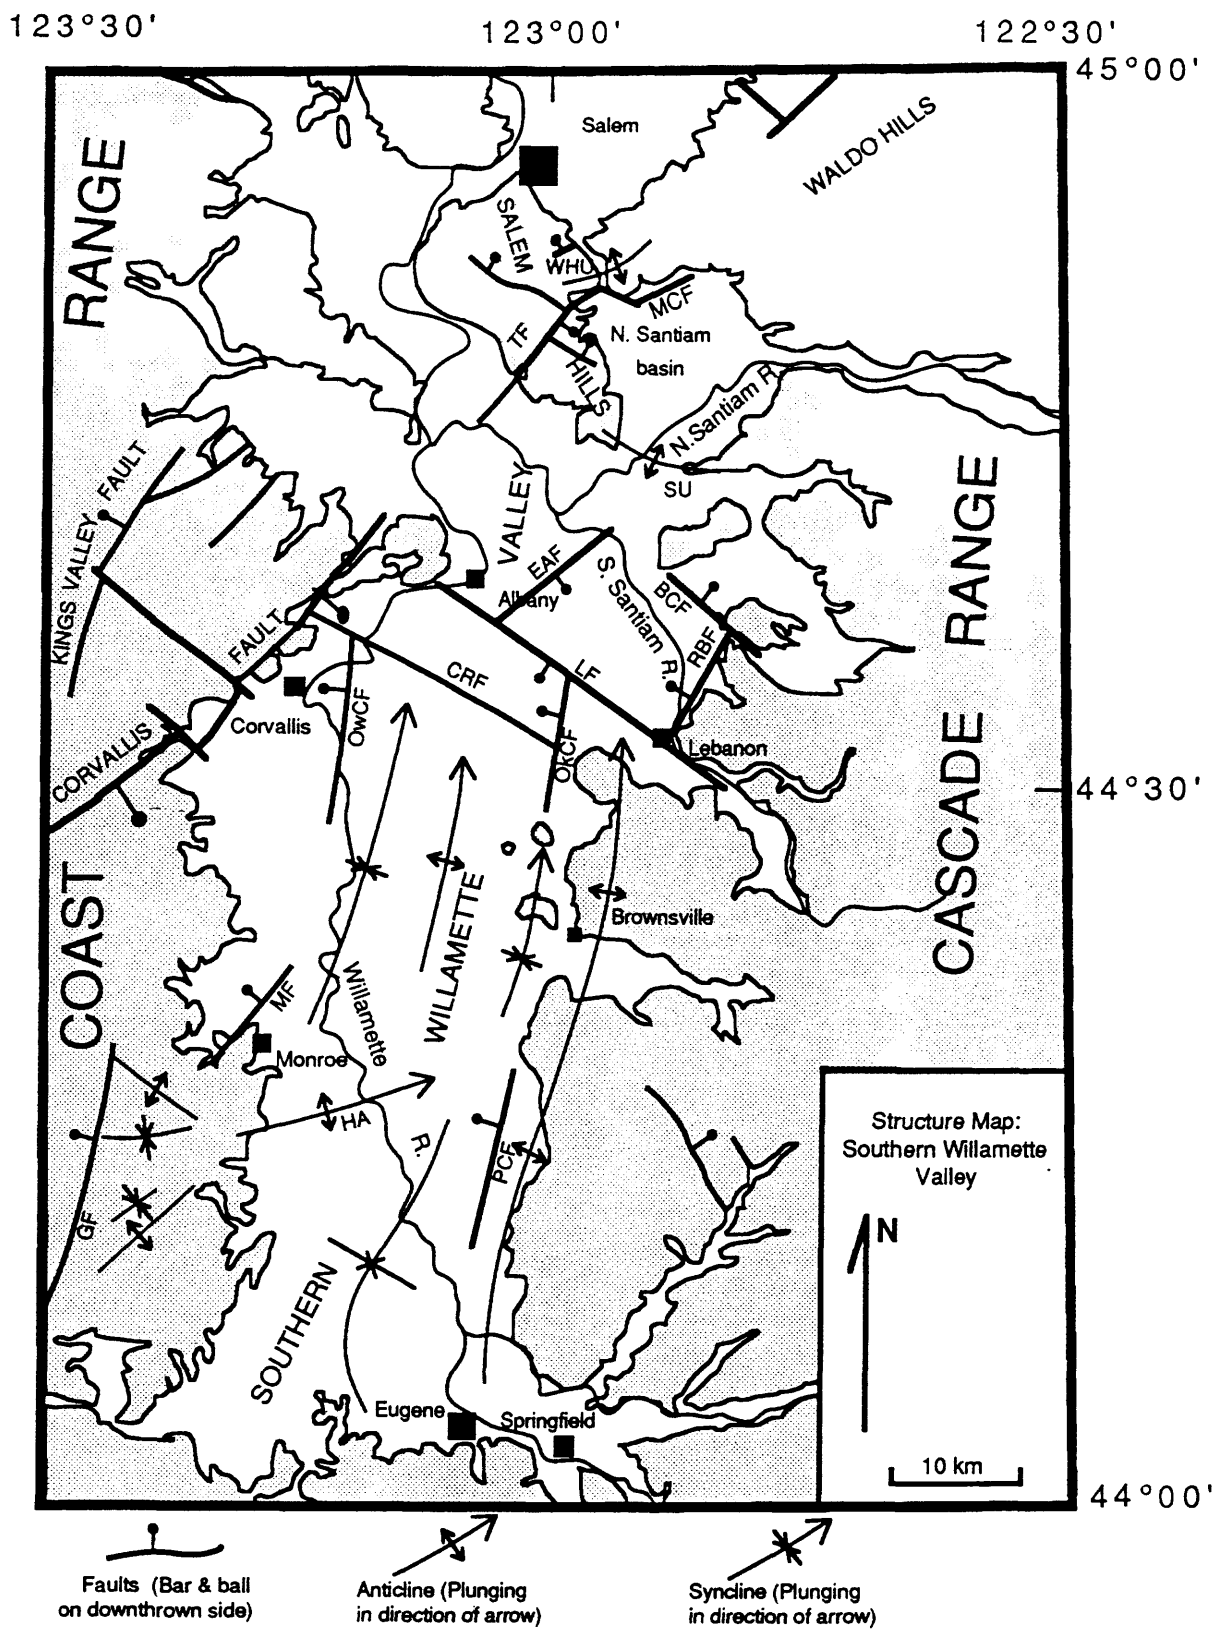 123°30' 123°00' 122°30'
45°00'
Salem
WALDO HILLS
RANGE
SALEM
WHU
MCF
TF
N. Santiam
basin
HILLS
N. Santiam R.
SU
KINGS VALLEY FAULT
VALLEY
EAF
Albany
S. Santiam R.
BCF
RBF
CASCADE RANGE
FAULT
CRF
LF
OwCF
Corvallis
CORVALLIS
OkCF
Lebanon
44°30'
COAST
WILLAMETTE
Brownsville
Willamette
MF
Monroe
HA
R.
PCF
GF
SOUTHERN
Eugene
Springfield
Structure Map:
Southern Willamette
Valley
N
10 km
44°00'
Faults (Bar & ball
on downthrown side)
Anticline (Plunging
in direction of arrow)
Syncline (Plunging
in direction of arrow)